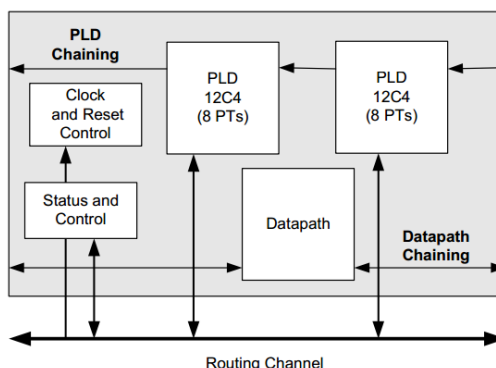 PLD
Chaining
PLD
12C4
(8 PTs)
PLD
12C4
(8 PTs)
Clock
and Reset
Control
Status and
Control
Datapath
Datapath
Chaining
Routing Channel